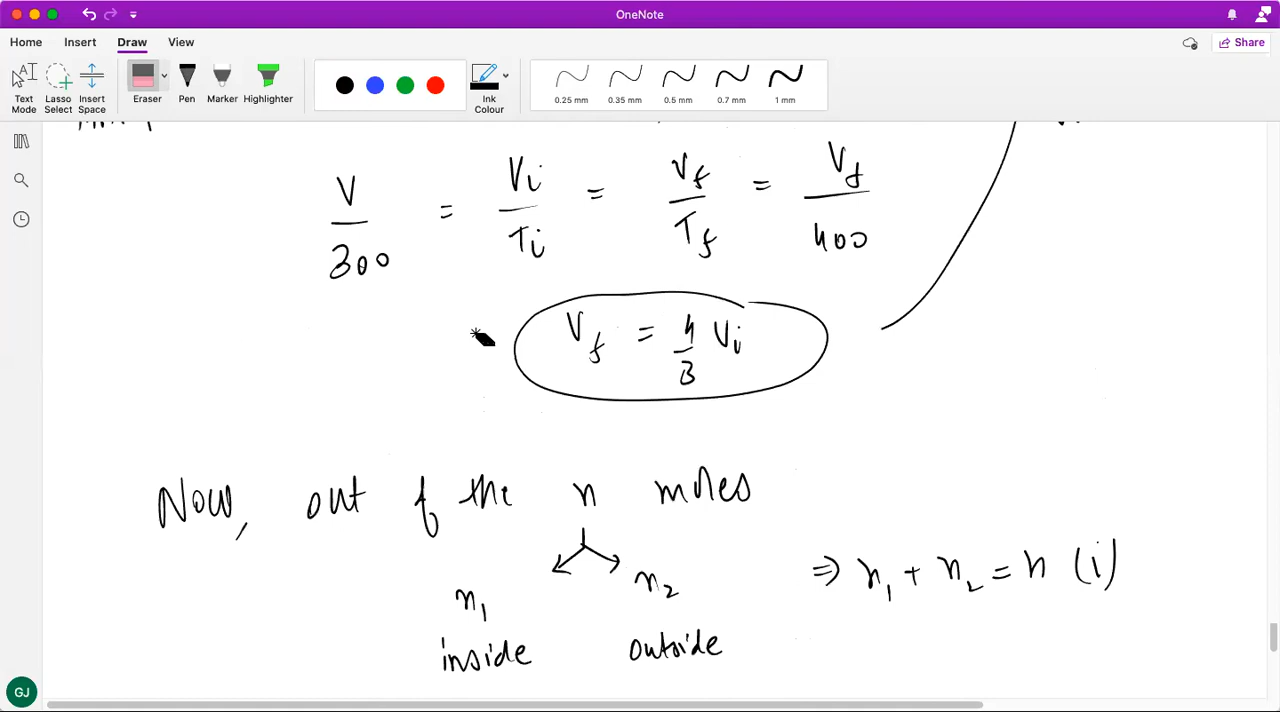 OneNote
Home Insert Draw View
Share
Text Mode
Lasso Select
Insert Space
Eraser
Pen
Marker
Highlighter
Ink Colour
0.25 mm
0.35 mm
0.5 mm
0.7 mm
1 mm
V/300 = Vi/Ti = Vf/Tf = Vf/400
Vf = 4/3 Vi
Now, out of the n moles
n₁ n₂
⇒ n₁ + n₂ = n (i)
inside outside
GJ